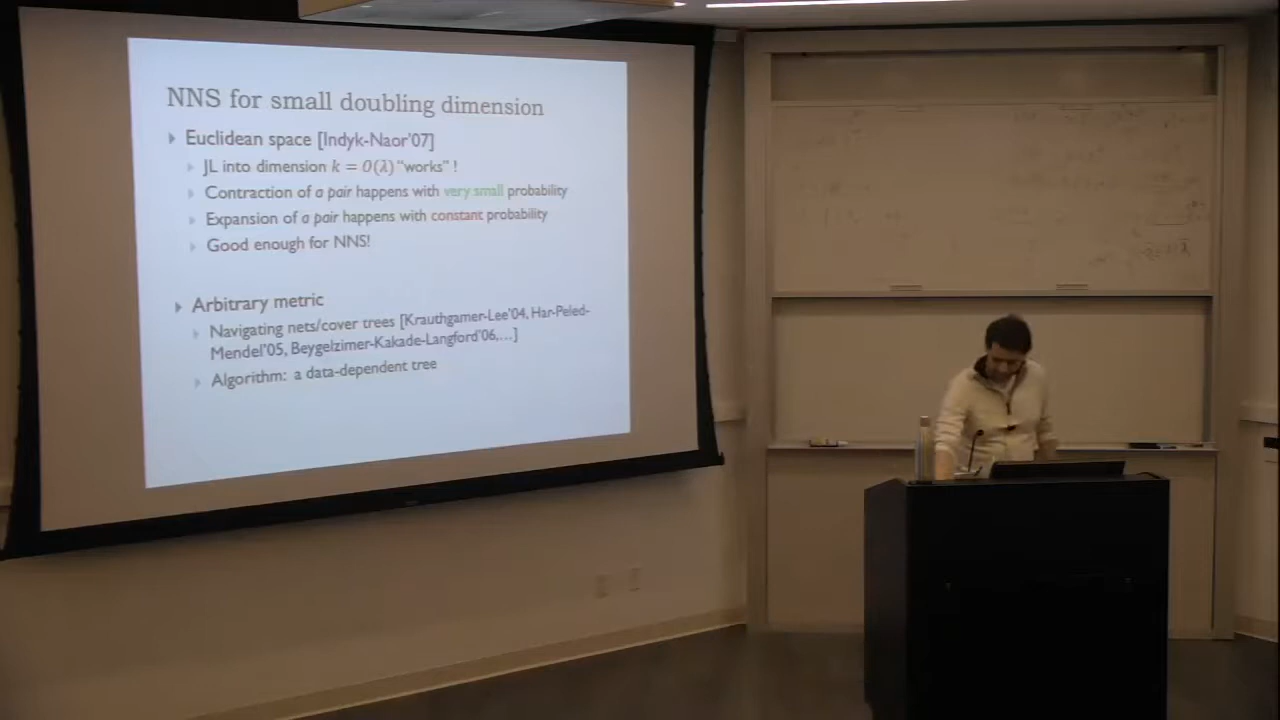 NNS for small doubling dimension
Euclidean space [Indyk-Naor'07]
JL into dimension k = O(λ) “works” !
Contraction of a pair happens with very small probability
Expansion of a pair happens with constant probability
Good enough for NNS!
Arbitrary metric
Navigating nets/cover trees [Krauthgamer-Lee'04, Har-Peled-
Mendel'05, Beygelzimer-Kakade-Langford'06,…]
Algorithm: a data-dependent tree